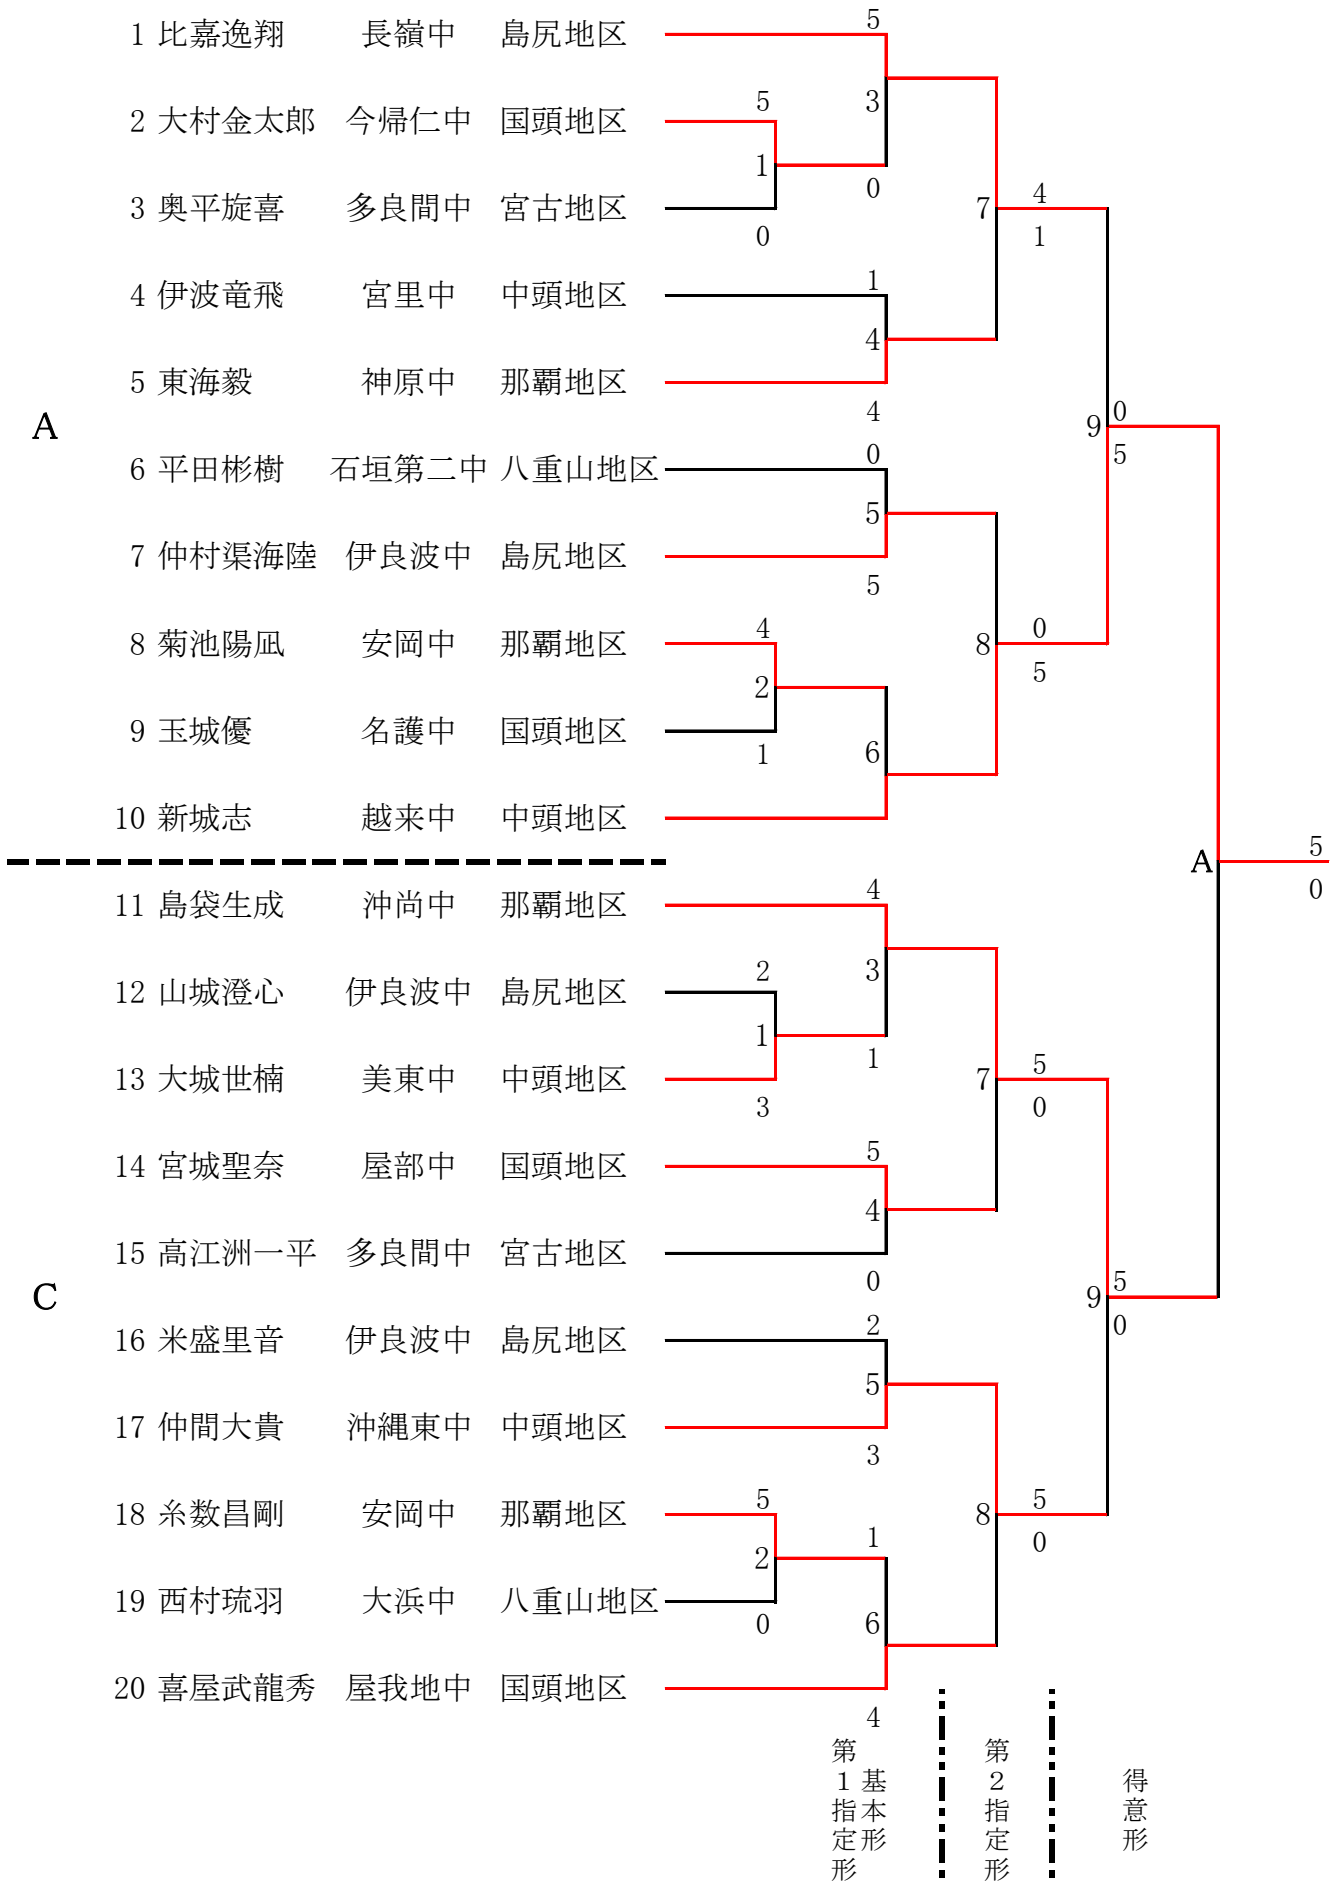 5
1 比嘉逸翔 長嶺中 島尻地区
3
5
2 大村金太郎 今帰仁中 国頭地区
1
0
4
3 奥平旋喜 多良間中 宮古地区
7
0
1
1
4 伊波竜飛 宮里中 中頭地区
4
5 東海毅 神原中 那覇地区
4
0
A
9
5
0
6 平田彬樹 石垣第二中 八重山地区
5
7 仲村渠海陸 伊良波中 島尻地区
5
4
0
8 菊池陽凪 安岡中 那覇地区
8
5
2
9 玉城優 名護中 国頭地区
1
6
10 新城志 越来中 中頭地区
5
A
0
4
11 島袋生成 沖尚中 那覇地区
2
3
12 山城澄心 伊良波中 島尻地区
1
1
5
13 大城世楠 美東中 中頭地区
7
3
0
5
14 宮城聖奈 屋部中 国頭地区
4
15 高江洲一平 多良間中 宮古地区
0
5
C
9
2
0
16 米盛里音 伊良波中 島尻地区
5
17 仲間大貴 沖縄東中 中頭地区
3
5
5
18 糸数昌剛 安岡中 那覇地区
8
1
0
2
19 西村琉羽 大浜中 八重山地区
0
6
20 喜屋武龍秀 屋我地中 国頭地区
4
第1指定形
基本形
第2指定形
得意形